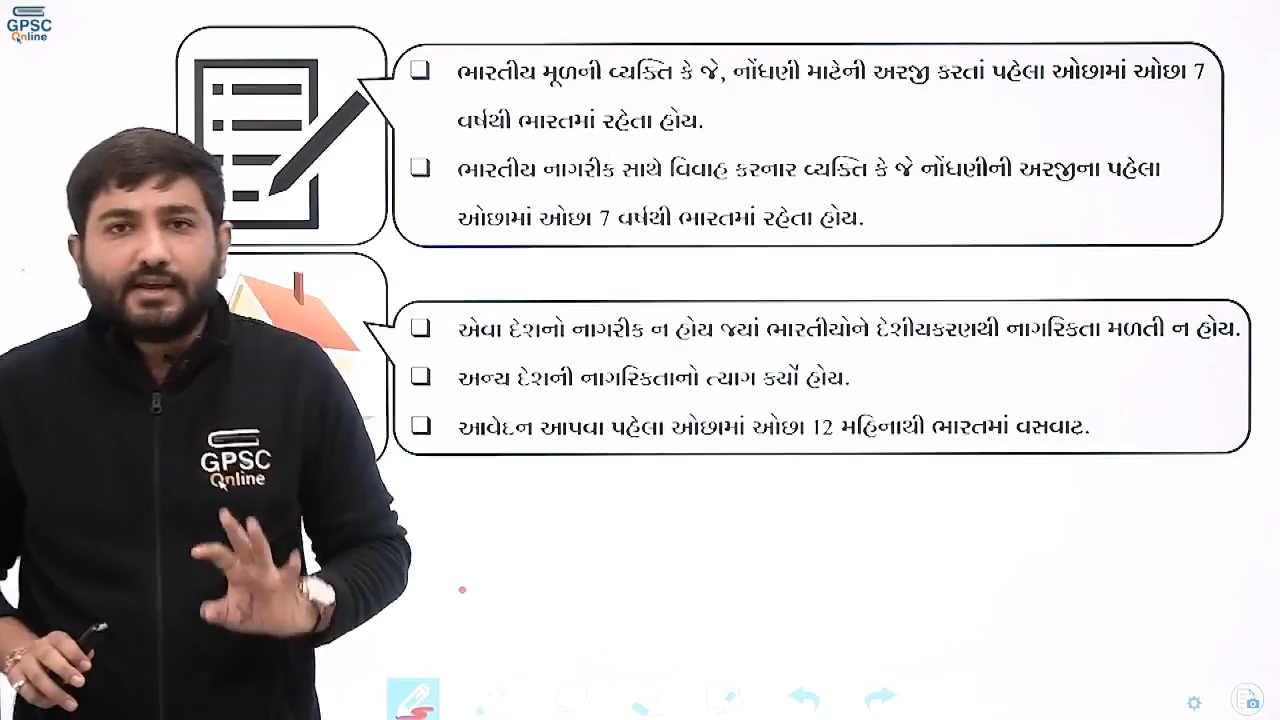 GPSC
Online
ભારતીય મૂળની વ્યક્તિ કે જે, નોંધણી માટેની અરજી કરતાં પહેલા ઓછામાં ઓછા 7
વર્ષથી ભારતમાં રહેતા હોય.
ભારતીય નાગરીક સાથે વિવાહ કરનાર વ્યક્તિ કે જે નોંધણીની અરજીના પહેલા
ઓછામાં ઓછા 7 વર્ષથી ભારતમાં રહેતા હોય.
એવા દેશનો નાગરીક ન હોય જ્યાં ભારતીયોને દેશીયકરણથી નાગરિકતા મળતી ન હોય.
અન્ય દેશની નાગરિકતાનો ત્યાગ કર્યો હોય.
આવેદન આપવા પહેલા ઓછામાં ઓછા 12 મહિનાથી ભારતમાં વસવાટ.
GPSC
Online